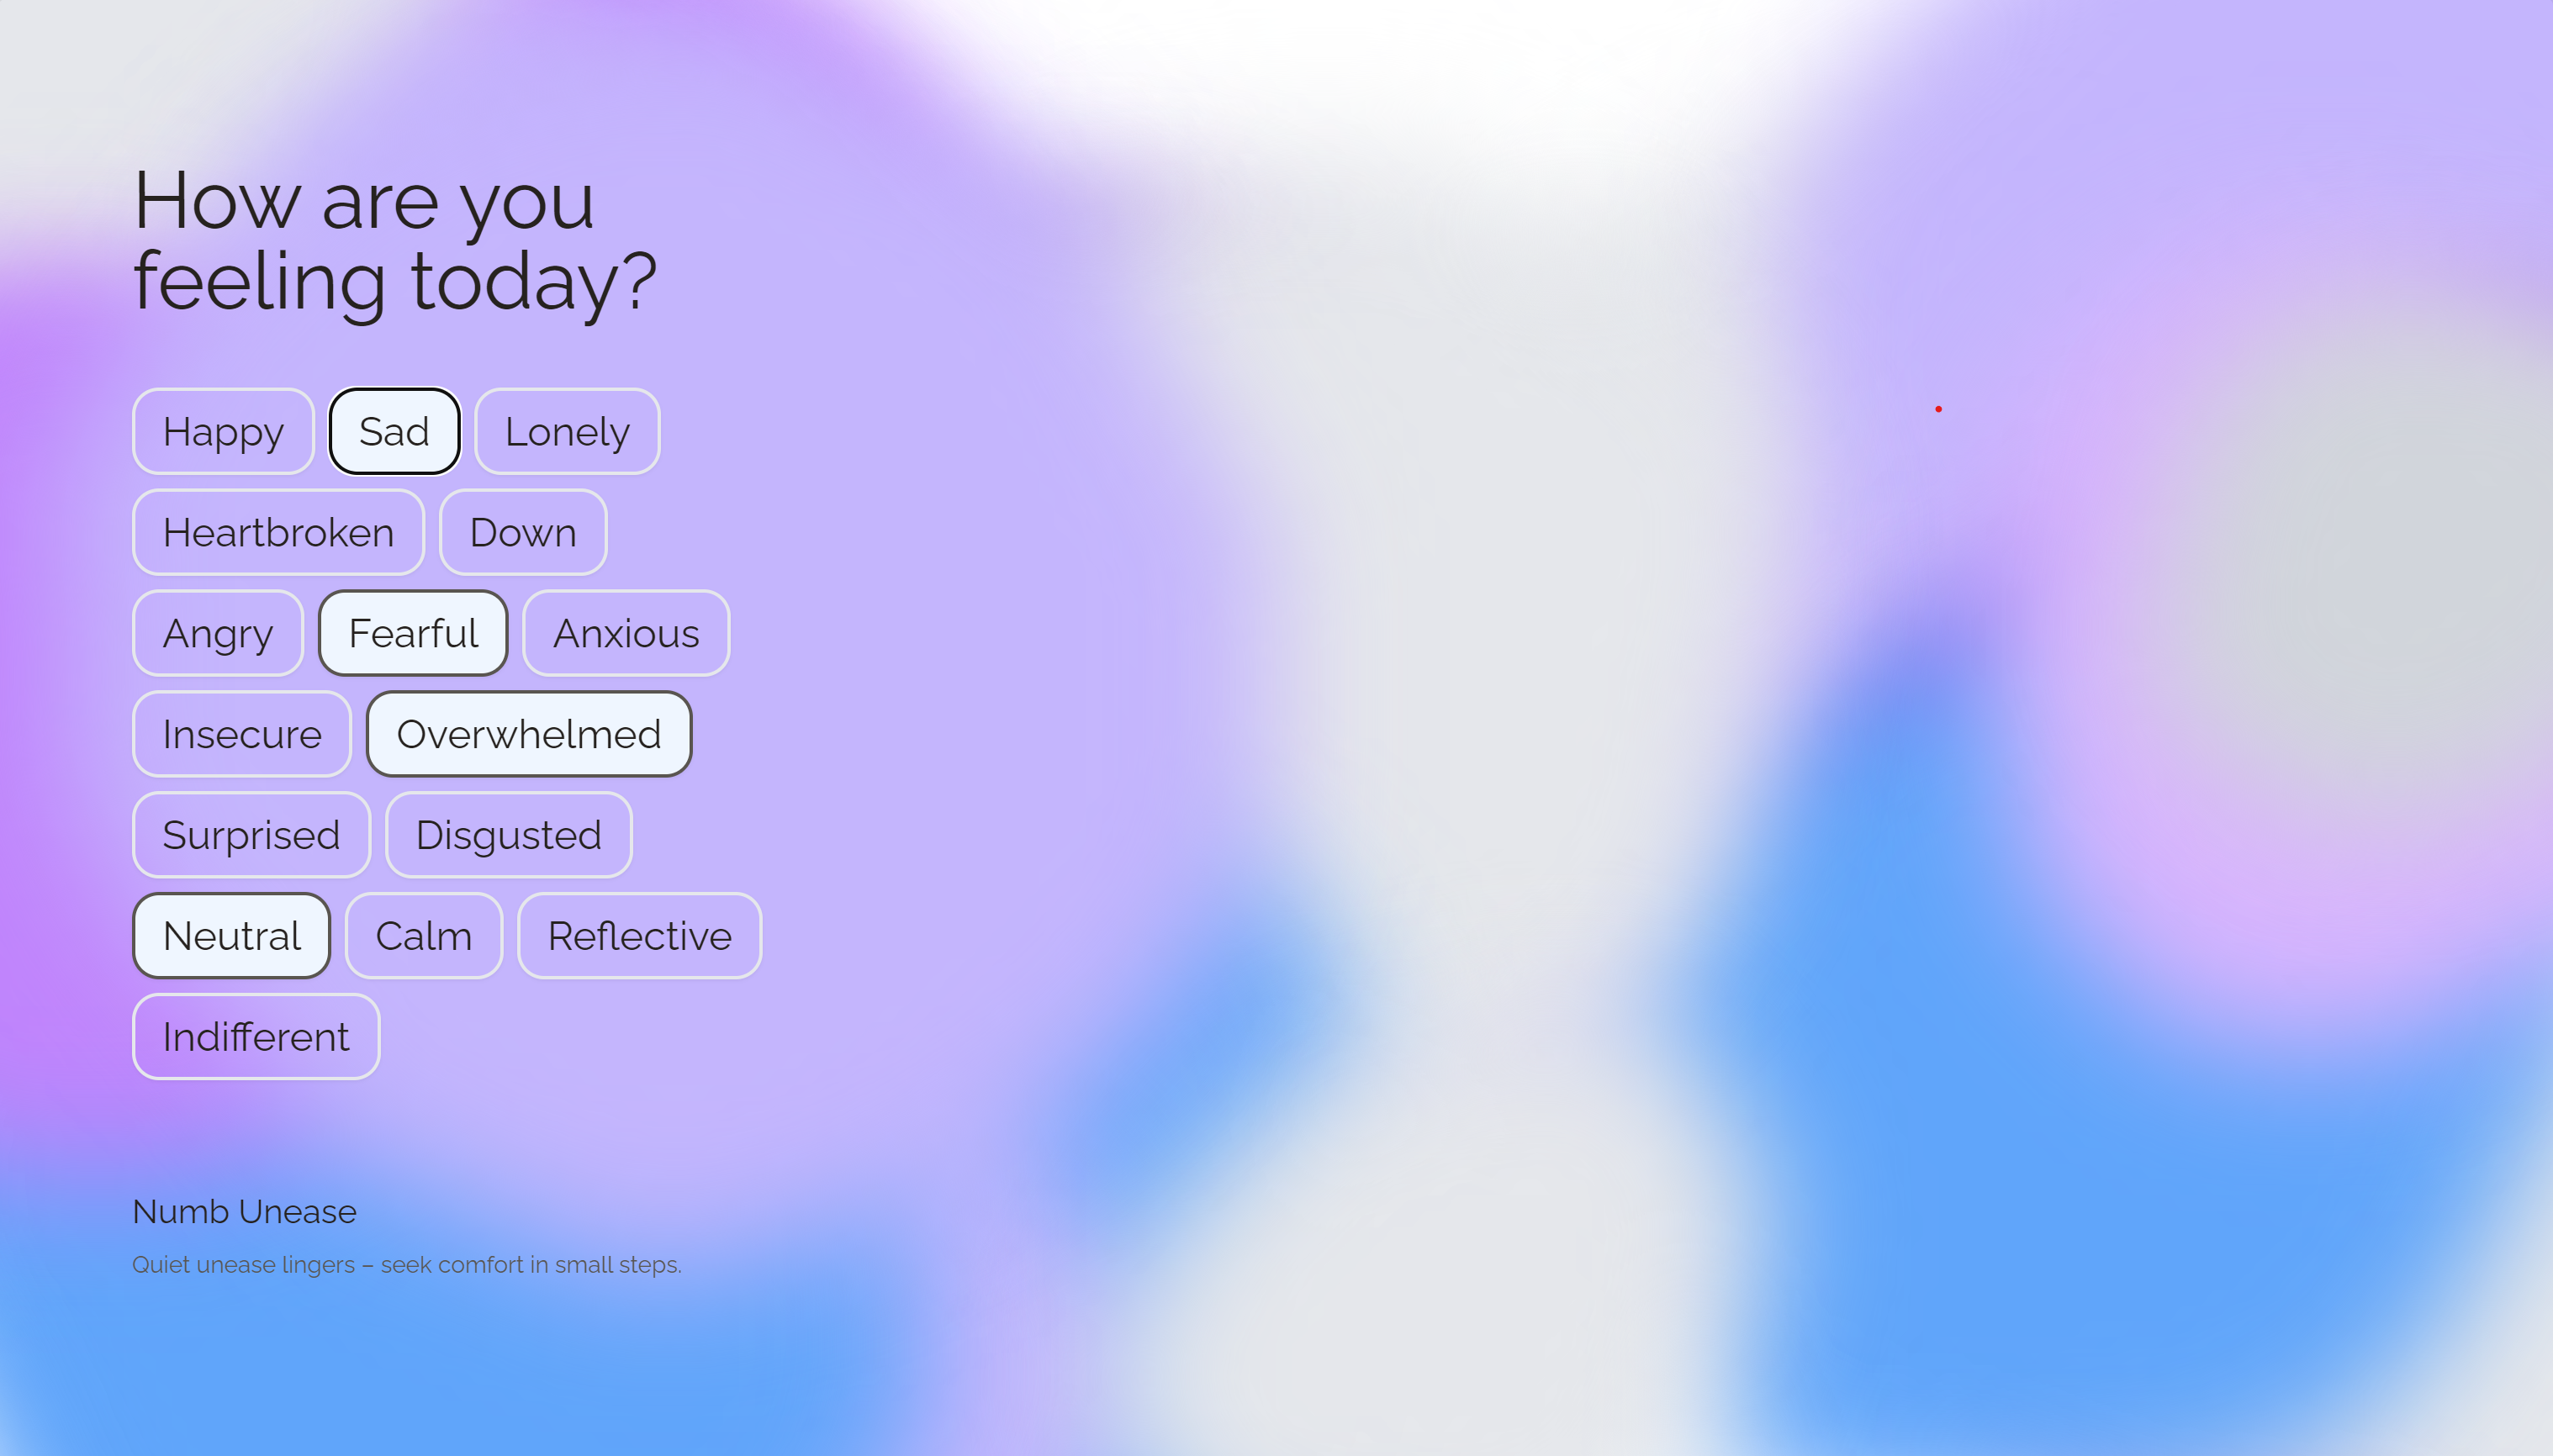 How are you
feeling today?
Happy Sad Lonely
Heartbroken Down
Angry Fearful Anxious
Insecure Overwhelmed
Surprised Disgusted
Neutral Calm Reflective
Indifferent
Numb Unease
Quiet unease lingers – seek comfort in small steps.